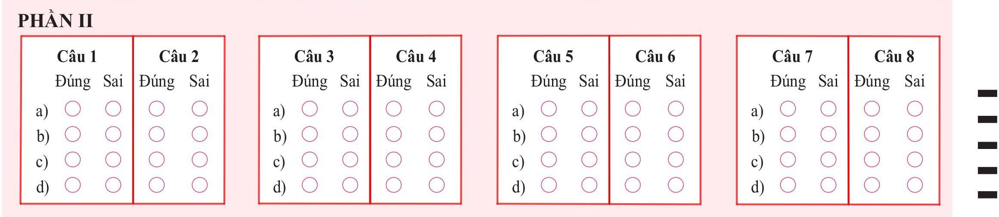 PHẦN II
Câu 1 Câu 2 Câu 3 Câu 4 Câu 5 Câu 6 Câu 7 Câu 8
Đúng Sai Đúng Sai Đúng Sai Đúng Sai Đúng Sai Đúng Sai Đúng Sai Đúng Sai
a) a) a) a)
b) b) b) b)
c) c) c) c)
d) d) d) d)